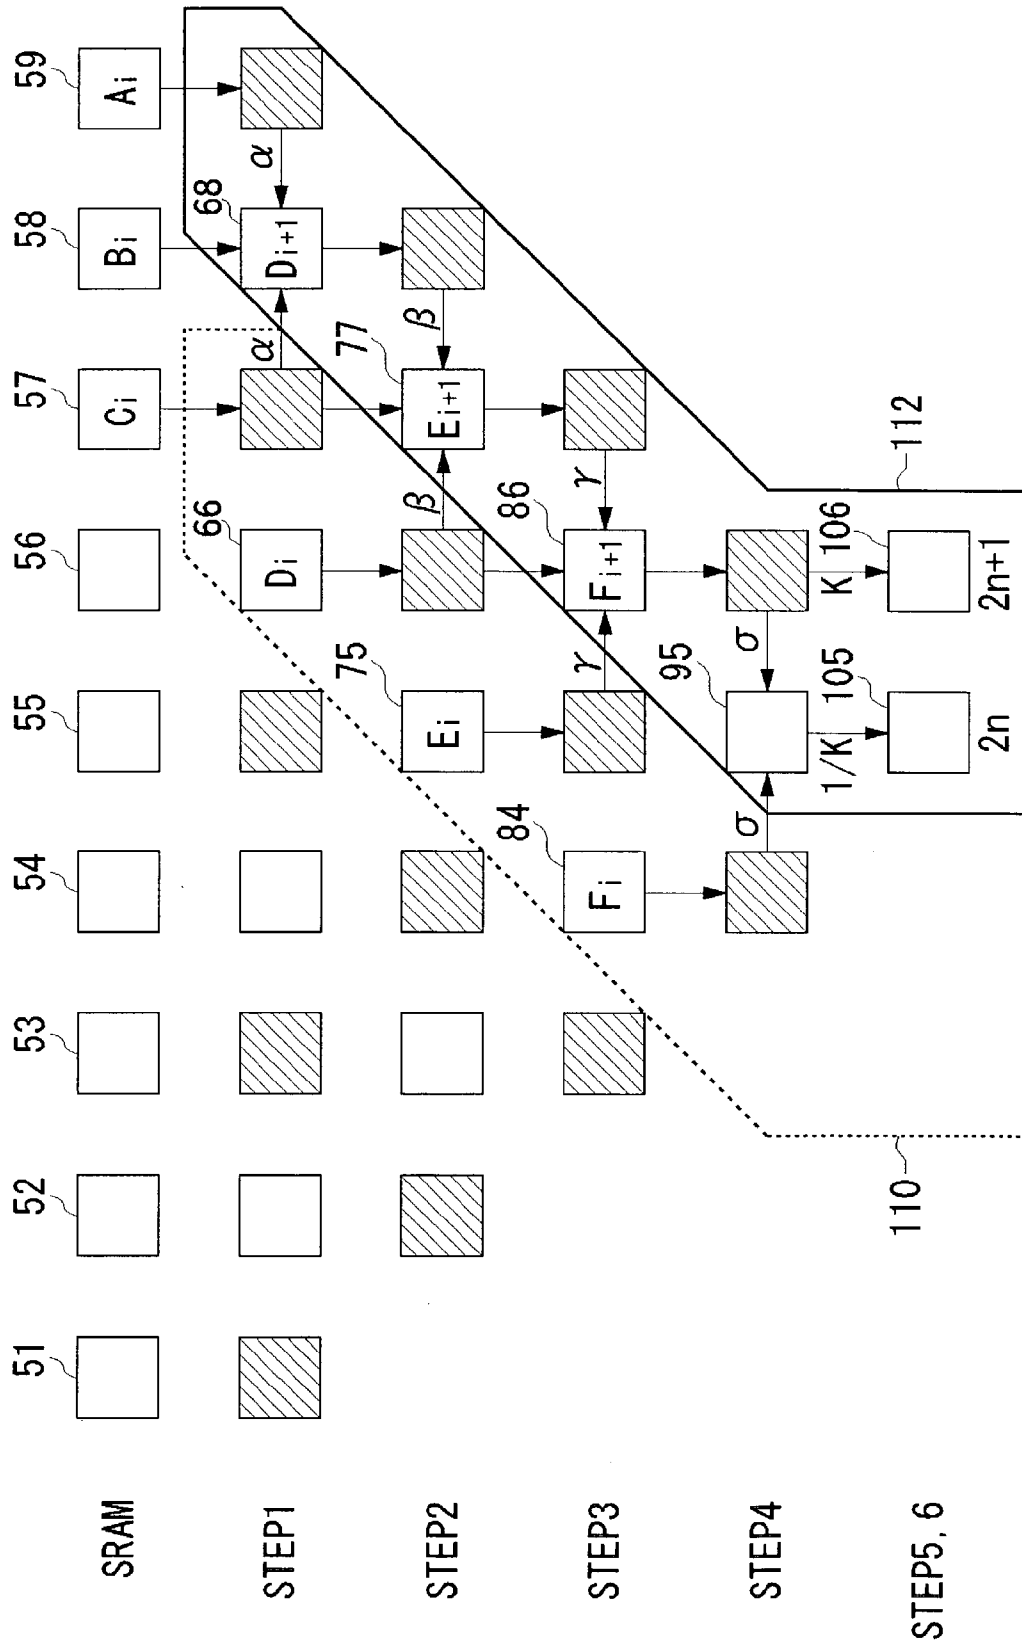 SRAM 51 52 53 54 55 56 57 58 59
Ci Bi Ai
STEP1 66 68
Di α Di+1 α
STEP2 75 77
Ei β Ei+1 β
STEP3 84 86
Fi γ Fi+1 γ
STEP4 95
σ σ
1/K K
STEP5, 6 105 106
2n 2n+1
110 112